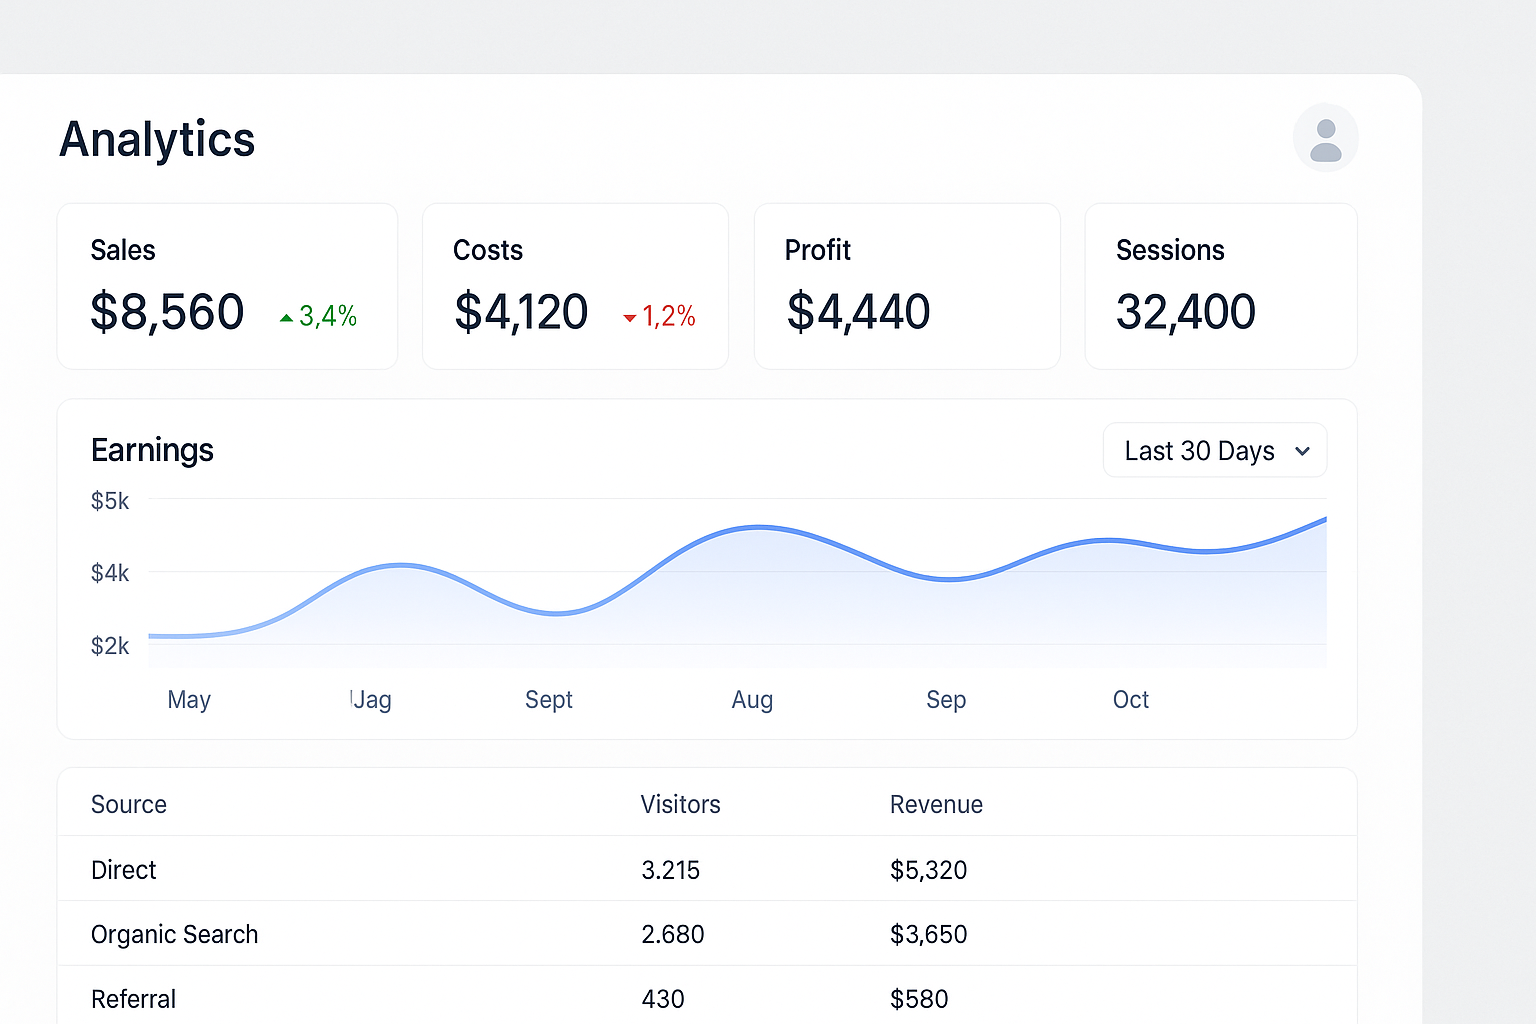 Analytics
Sales Costs Profit Sessions
$8,560 3,4% $4,120 1,2% $4,440 32,400
Earnings Last 30 Days
$5k
$4k
$2k
May Jag Sept Aug Sep Oct
Source Visitors Revenue
Direct 3.215 $5,320
Organic Search 2.680 $3,650
Referral 430 $580